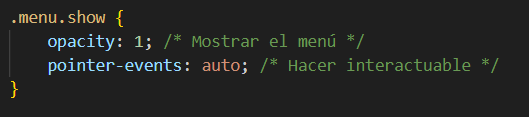 .menu.show {
    opacity: 1; /* Mostrar el menú */
    pointer-events: auto; /* Hacer interactuable */
}